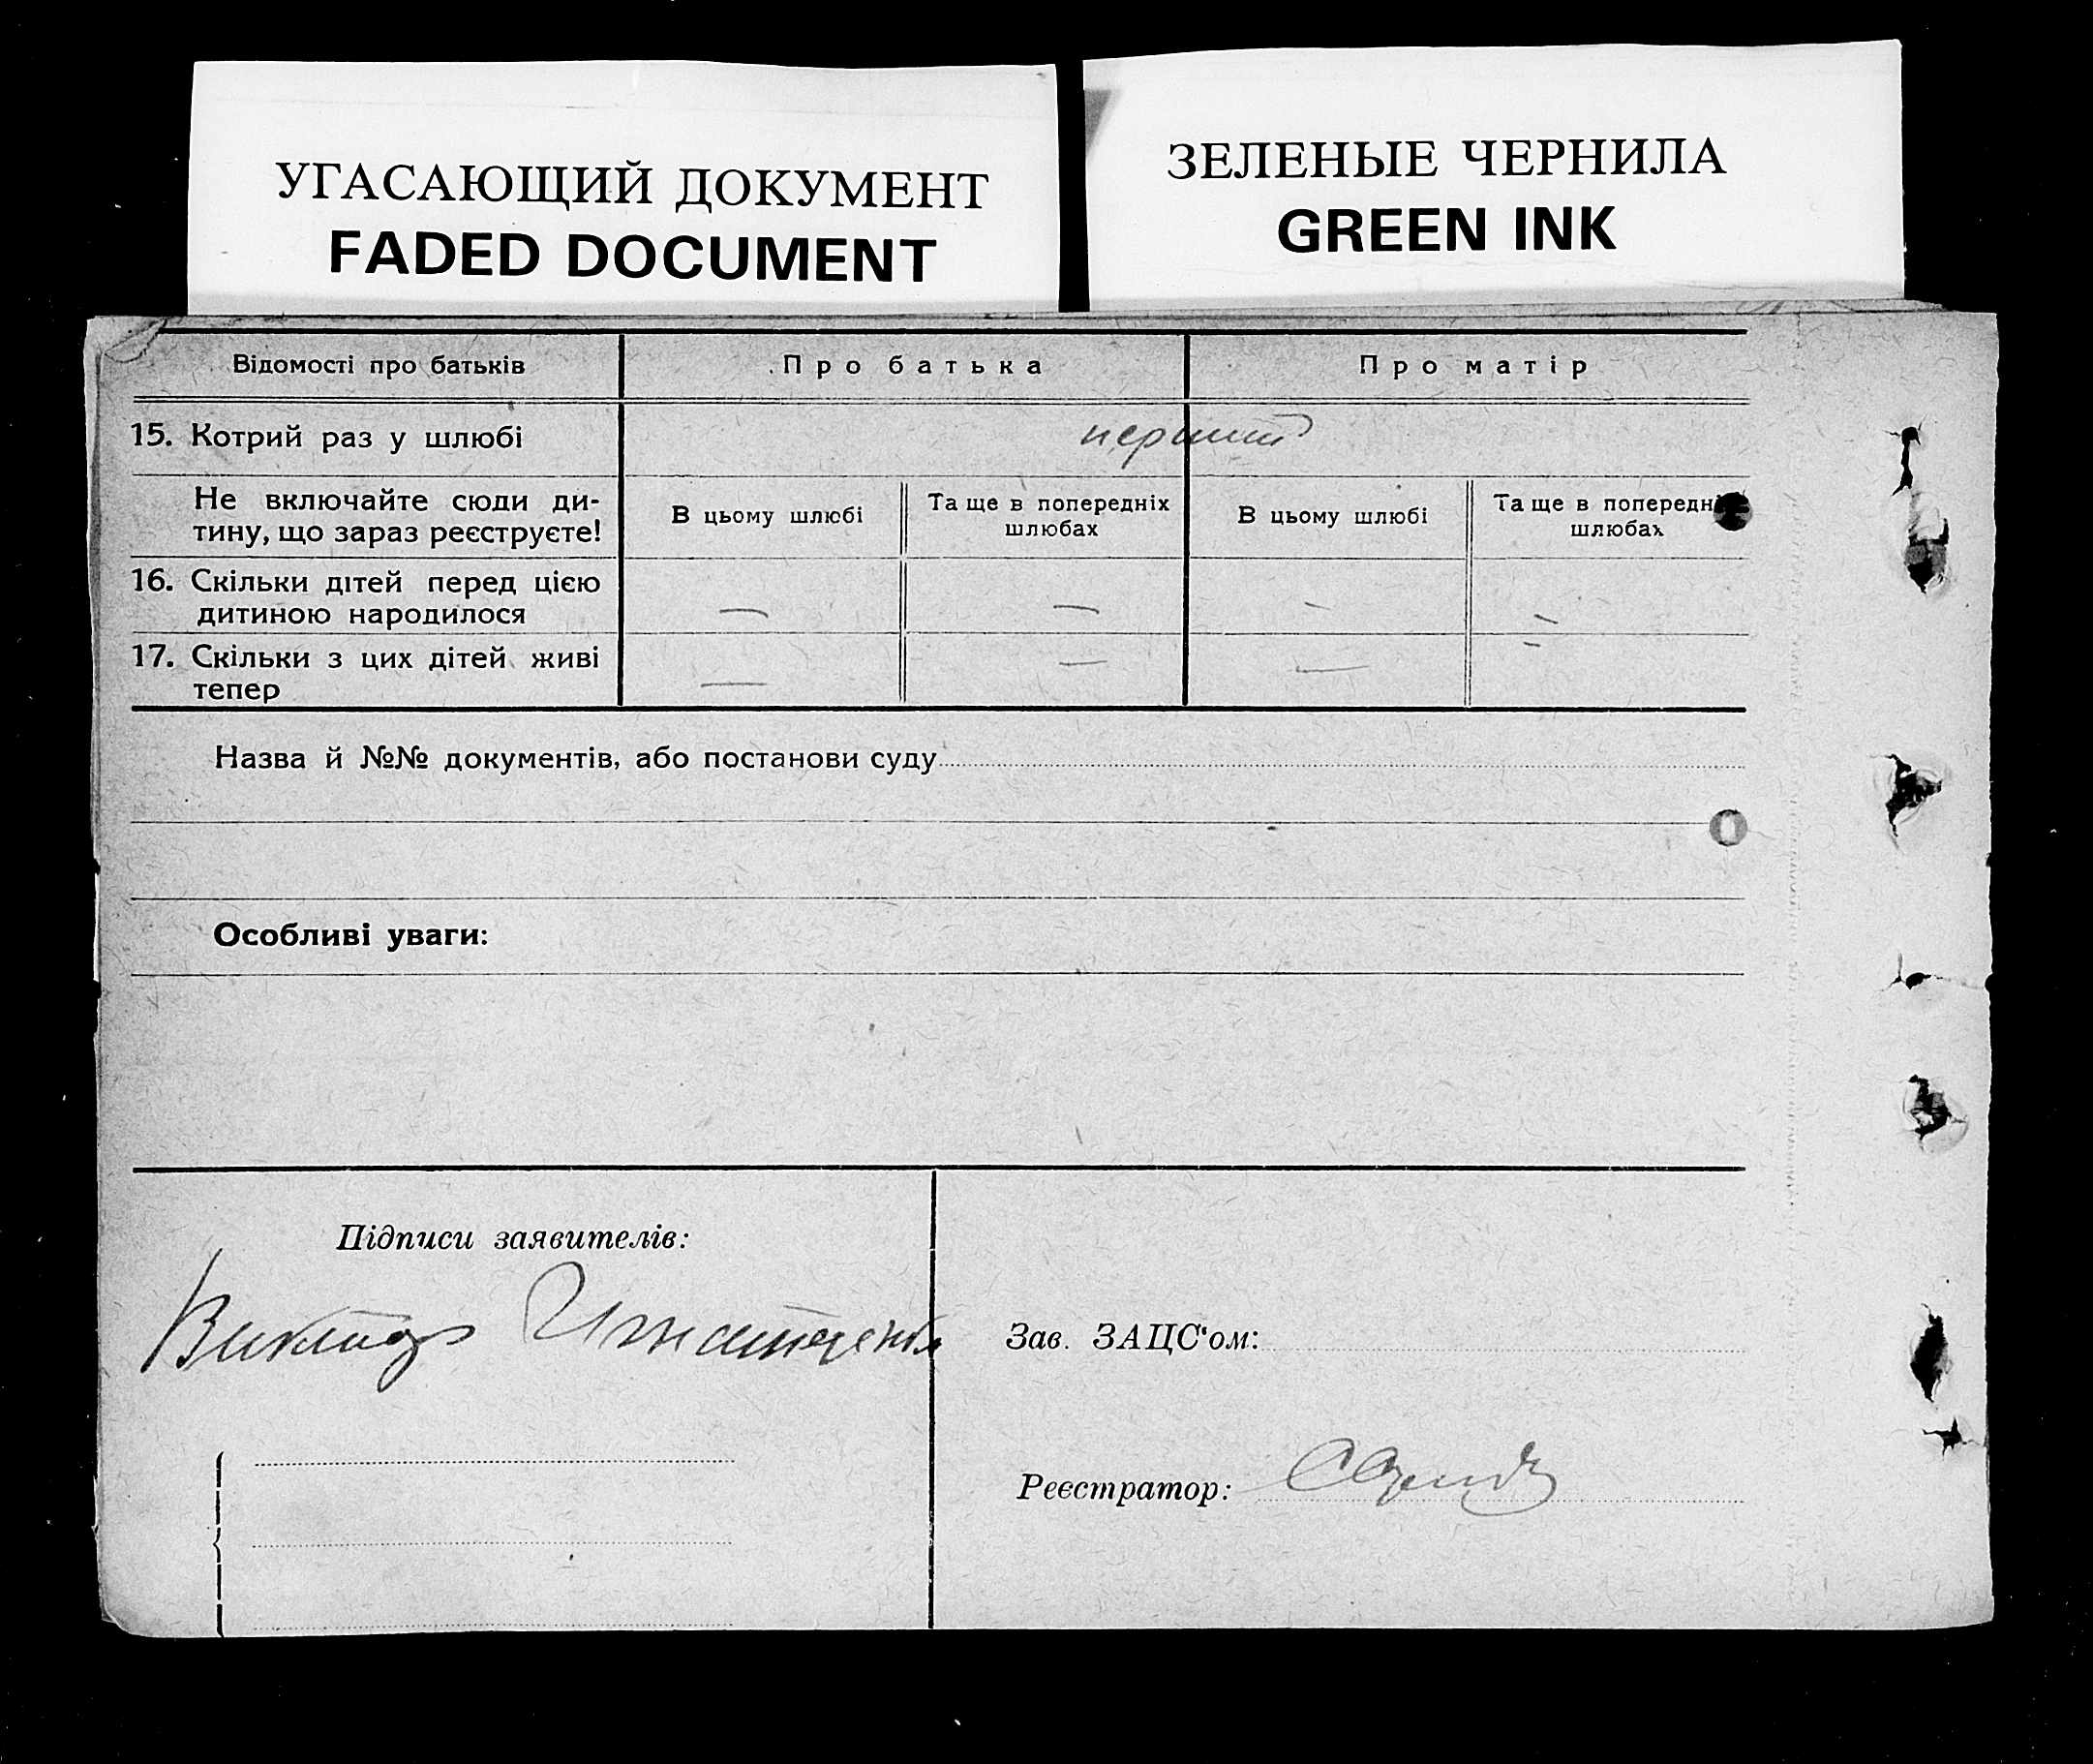 УГАСАЮЩИЙ ДОКУМЕНТ
FADED DOCUMENT
ЗЕЛЕНЫЕ ЧЕРНИЛА
GREEN INK
Відомості про батьків
Про батька
Про матір
15. Котрий раз у шлюбі
перший
Не включайте сюди ди-
тину, що зараз реєструєте!
В цьому шлюбі
Та ще в попередніх
шлюбах
В цьому шлюбі
Та ще в попередн
шлюбах
16. Скільки дітей перед цією
дитиною народилося
— — — —
17. Скільки з цих дітей живі
тепер
— — — —
Назва й №№ документів, або постанови суду
Особливі уваги:
Підписи заявителів:
Виктор
Зав. ЗАЦС'ом:
Реєстратор: